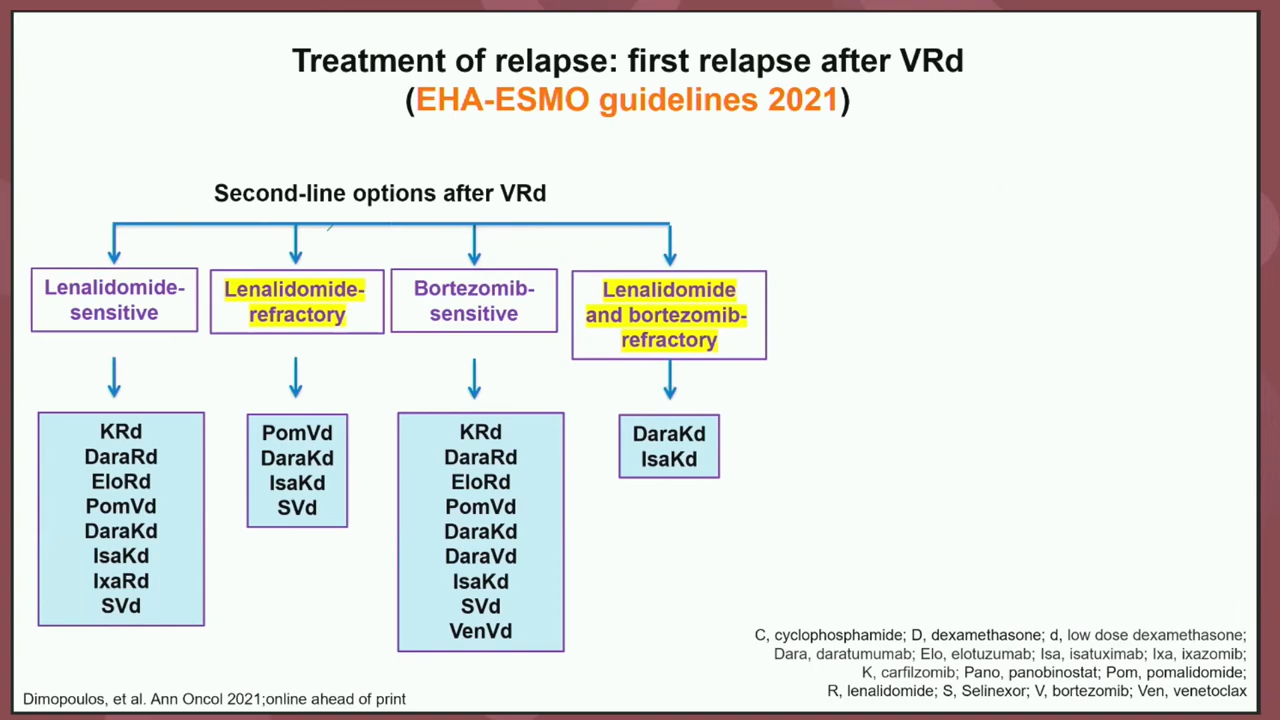 Treatment of relapse: first relapse after VRd
(EHA-ESMO guidelines 2021)
Second-line options after VRd
Lenalidomide-
sensitive
Lenalidomide-
refractory
Bortezomib-
sensitive
Lenalidomide
and bortezomib-
refractory
KRd
DaraRd
EloRd
PomVd
DaraKd
IsaKd
IxaRd
SVd
PomVd
DaraKd
IsaKd
SVd
KRd
DaraRd
EloRd
PomVd
DaraKd
DaraVd
IsaKd
SVd
VenVd
DaraKd
IsaKd
C, cyclophosphamide; D, dexamethasone; d, low dose dexamethasone;
Dara, daratumumab; Elo, elotuzumab; Isa, isatuximab; Ixa, ixazomib;
K, carfilzomib; Pano, panobinostat; Pom, pomalidomide;
R, lenalidomide; S, Selinexor; V, bortezomib; Ven, venetoclax
Dimopoulos, et al. Ann Oncol 2021;online ahead of print